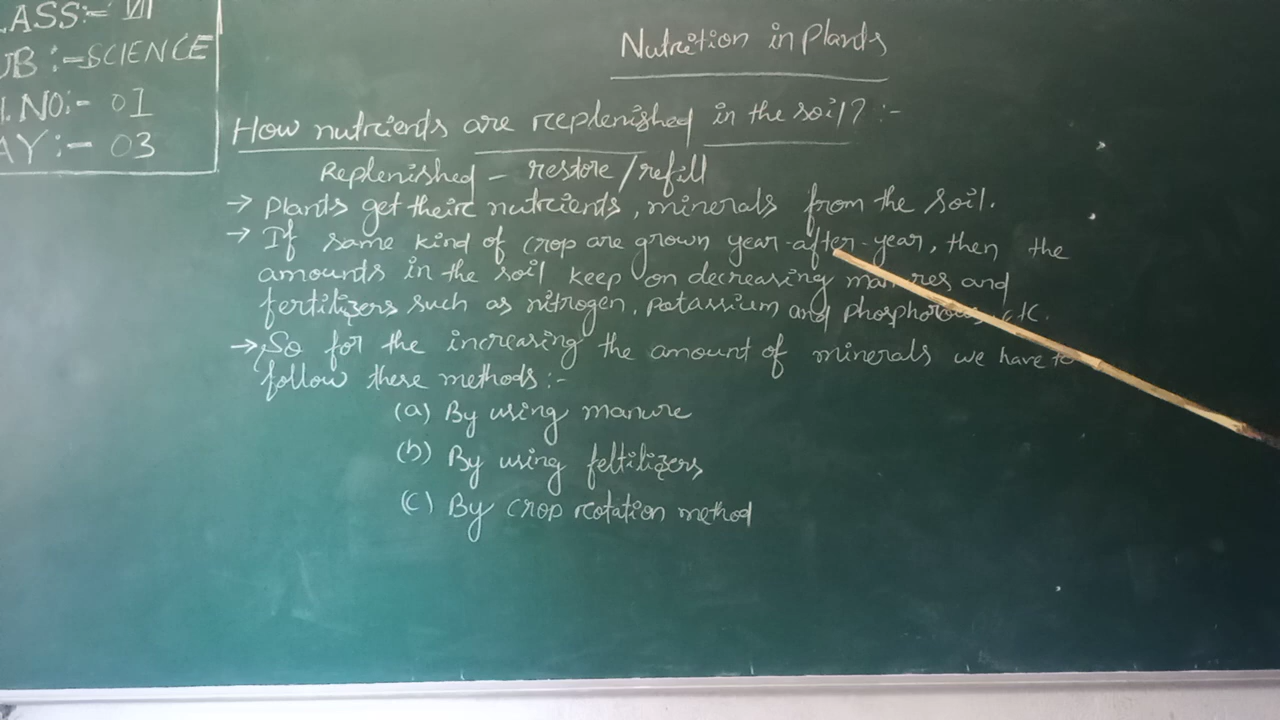 LASS:- VII
UB :- SCIENCE
H.NO:- 01
AY :- 03
Nutrition in Plants
How nutrients are replenished in the soil? :-
Replenished - restore/refill
→ Plants get their nutrients, minerals from the soil.
→ If same kind of crop are grown year-after-year, then the
amounts in the soil keep on decreasing and
fertilizers such as nitrogen, potassium and phosphorous,
→ So for the increasing the amount of minerals we have to
follow these methods:-
(a) By using manure
(b) By using feltilizers
(c) By crop rotation method